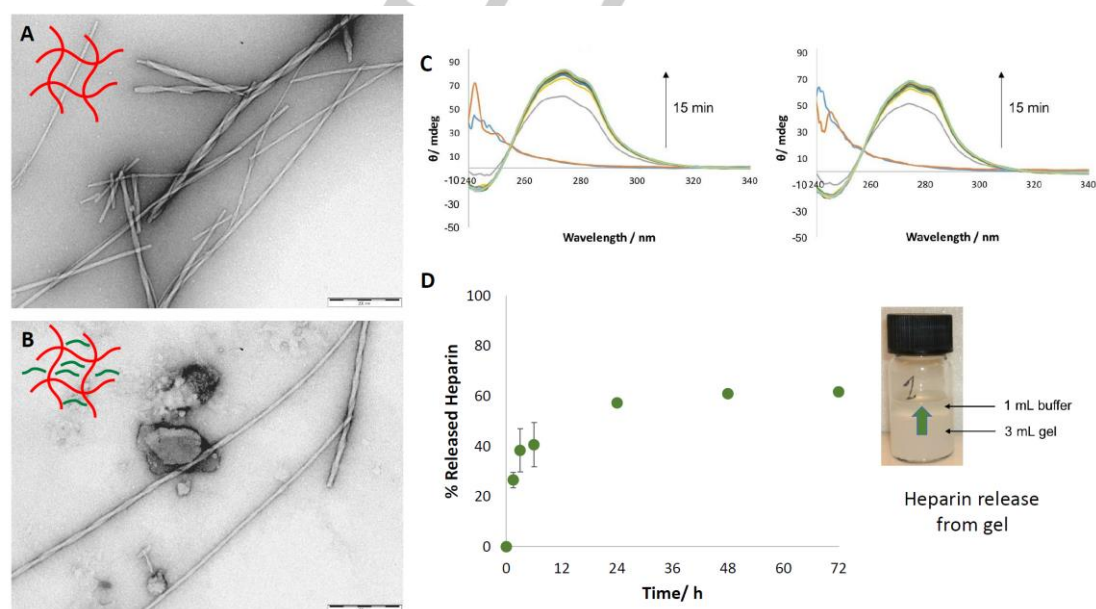 A
B
C
90
70
50
30
10
-10
-30
-50
240
260
280
300
320
340
θ/ mdeg
15 min
Wavelength / nm
90
70
50
30
10
-10
-30
-50
240
260
280
300
320
340
θ/ mdeg
15 min
Wavelength / nm
D
100
80
60
40
20
0
0
12
24
36
48
60
72
% Released Heparin
Time/ h
1 mL buffer
3 mL gel
Heparin release
from gel